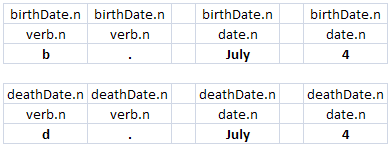 birthDate.n birthDate.n birthDate.n birthDate.n
verb.n verb.n date.n date.n
b . July 4
deathDate.n deathDate.n deathDate.n deathDate.n
verb.n verb.n date.n date.n
d . July 4